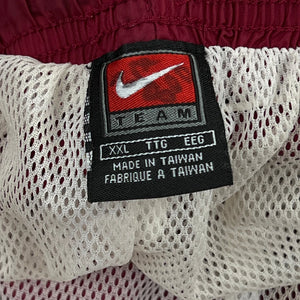 TEAM
XXL TTG EEG
MADE IN TAIWAN
FABRIQUE A TAIWAN